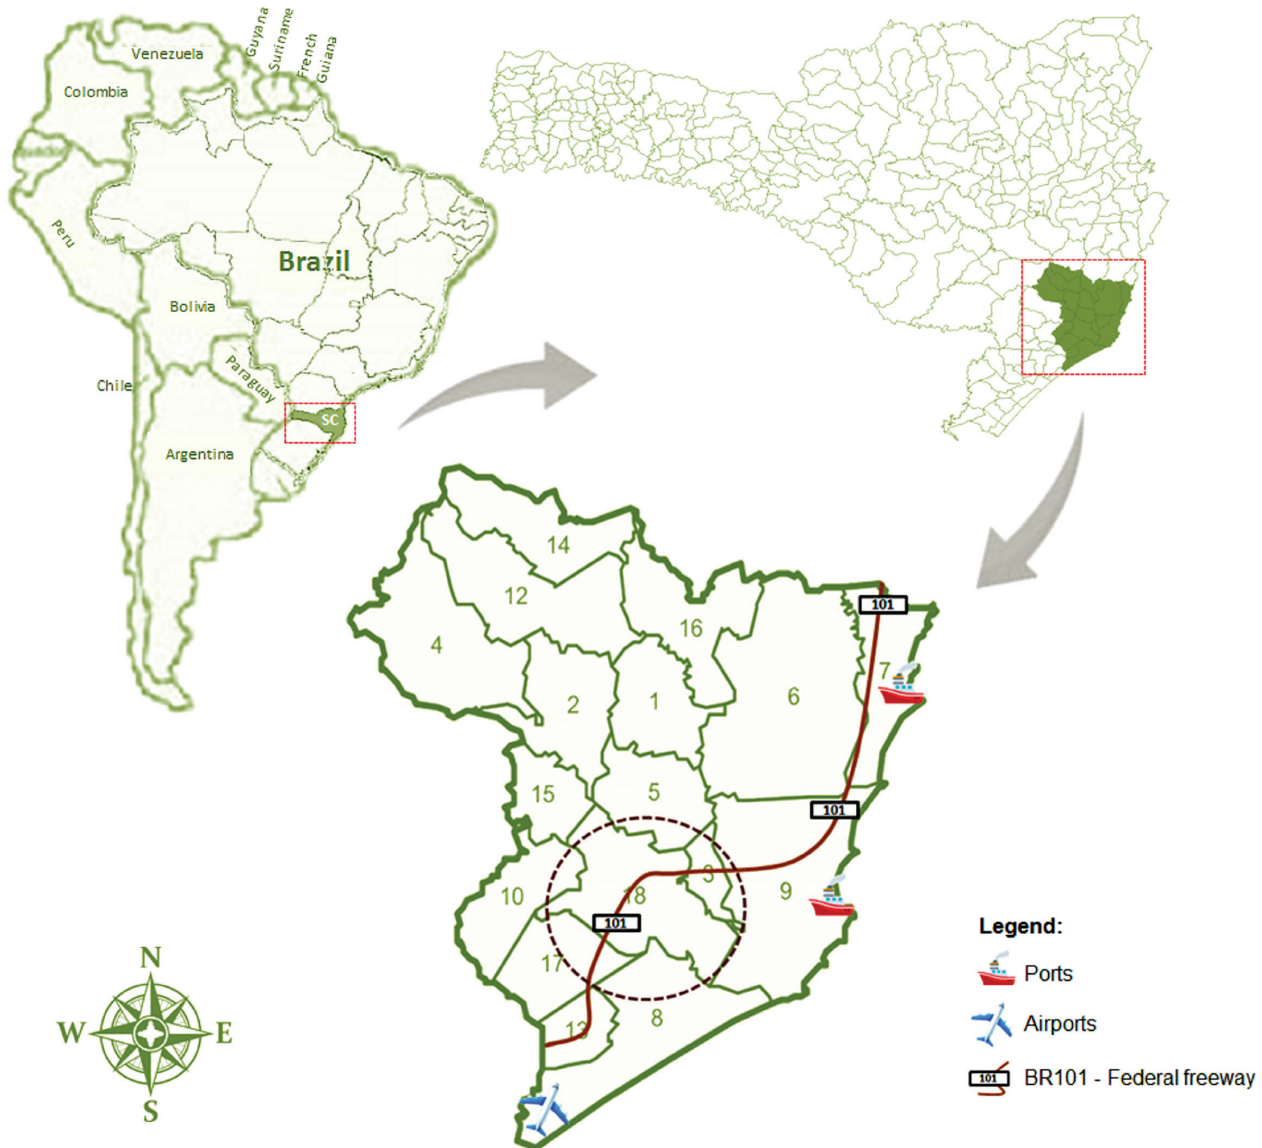 Guyana
Suriname
French
Guiana
Venezuela
Colombia
Peru
Brazil
Bolivia
Paraguay
Chile
SC
Argentina
14
12
101
16
4
7
6
1
2
15
5
101
3
10
18
9
101
17
8
13
N
W
E
S
Legend:
Ports
Airports
101
BR101 - Federal freeway